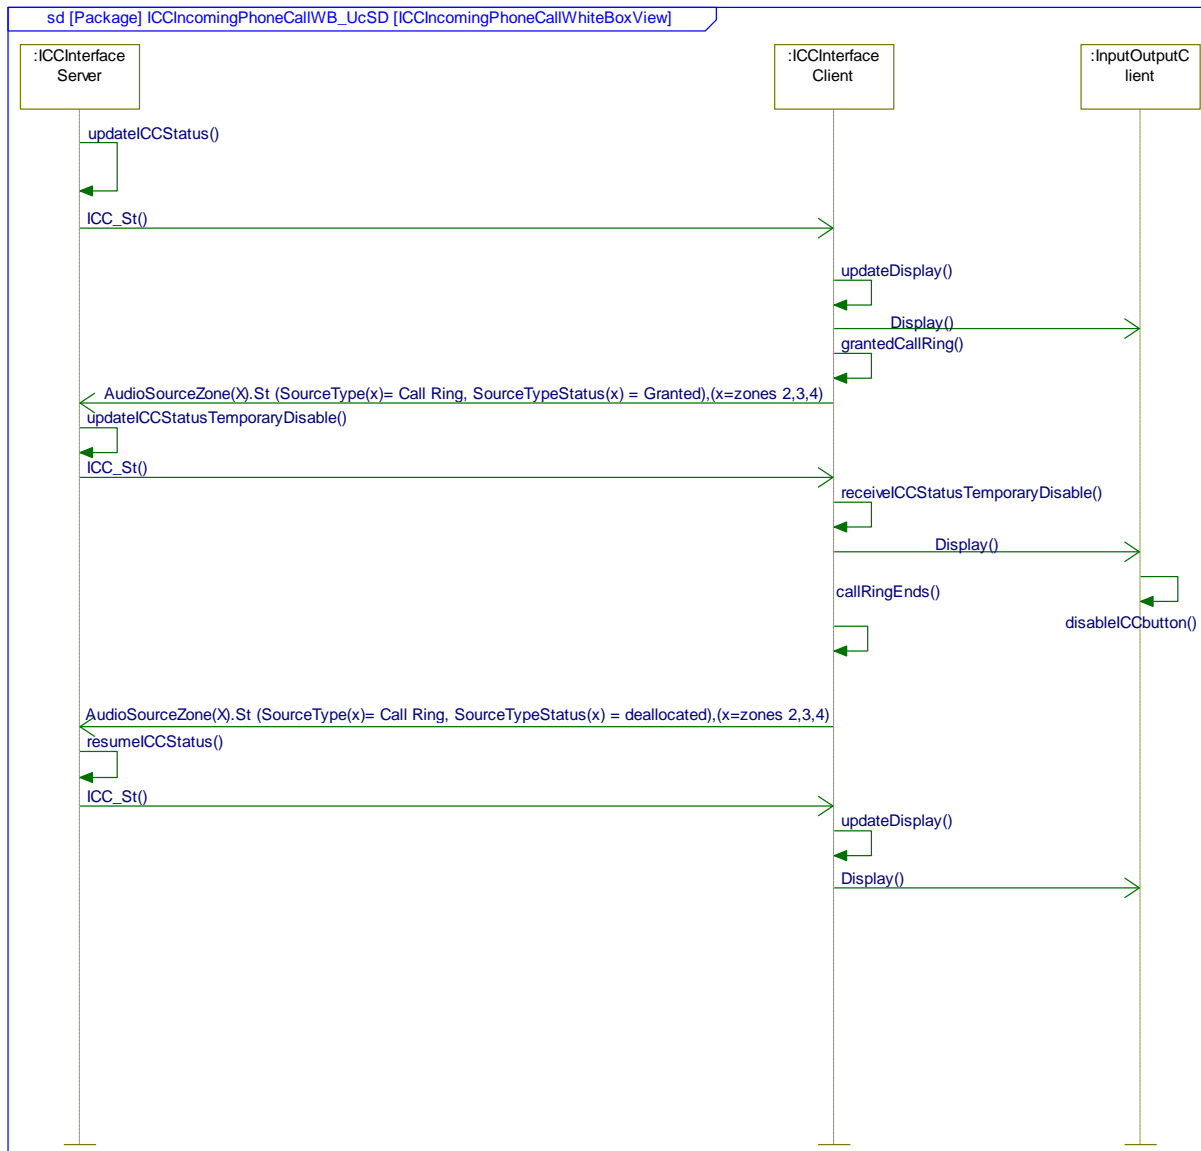 sd [Package] ICCIncomingPhoneCallWB_UcSD [ICCIncomingPhoneCallWhiteBoxView]
:ICCInterface
Server
:ICCInterface
Client
:InputOutputC
lient
updateICCStatus()
ICC_St()
updateDisplay()
Display()
grantedCallRing()
AudioSourceZone(X).St (SourceType(x)= Call Ring, SourceTypeStatus(x) = Granted),(x=zones 2,3,4)
updateICCStatusTemporaryDisable()
ICC_St()
receiveICCStatusTemporaryDisable()
Display()
callRingEnds()
disableICCbutton()
AudioSourceZone(X).St (SourceType(x)= Call Ring, SourceTypeStatus(x) = deallocated),(x=zones 2,3,4)
resumeICCStatus()
ICC_St()
updateDisplay()
Display()